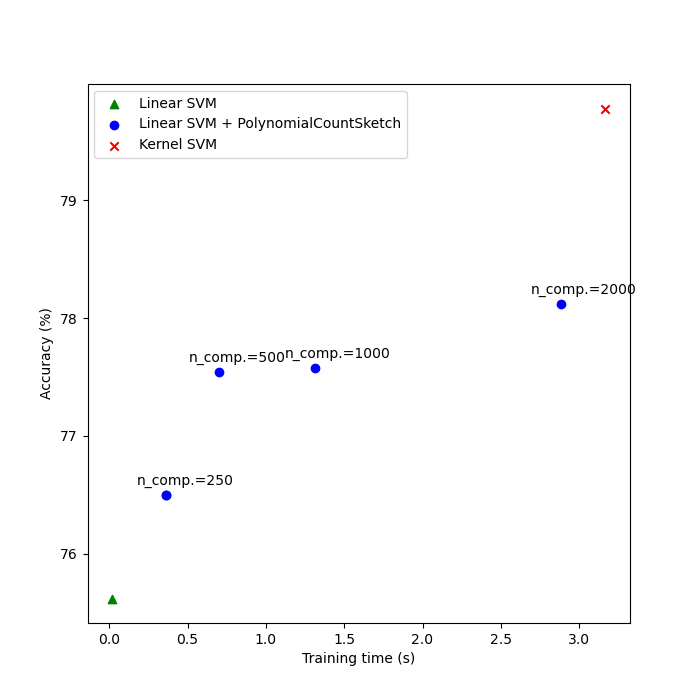 Linear SVM
Linear SVM + PolynomialCountSketch
Kernel SVM
79
78
77
76
Accuracy (%)
n_comp.=2000
n_comp.=500
n_comp.=1000
n_comp.=250
0.0 0.5 1.0 1.5 2.0 2.5 3.0
Training time (s)